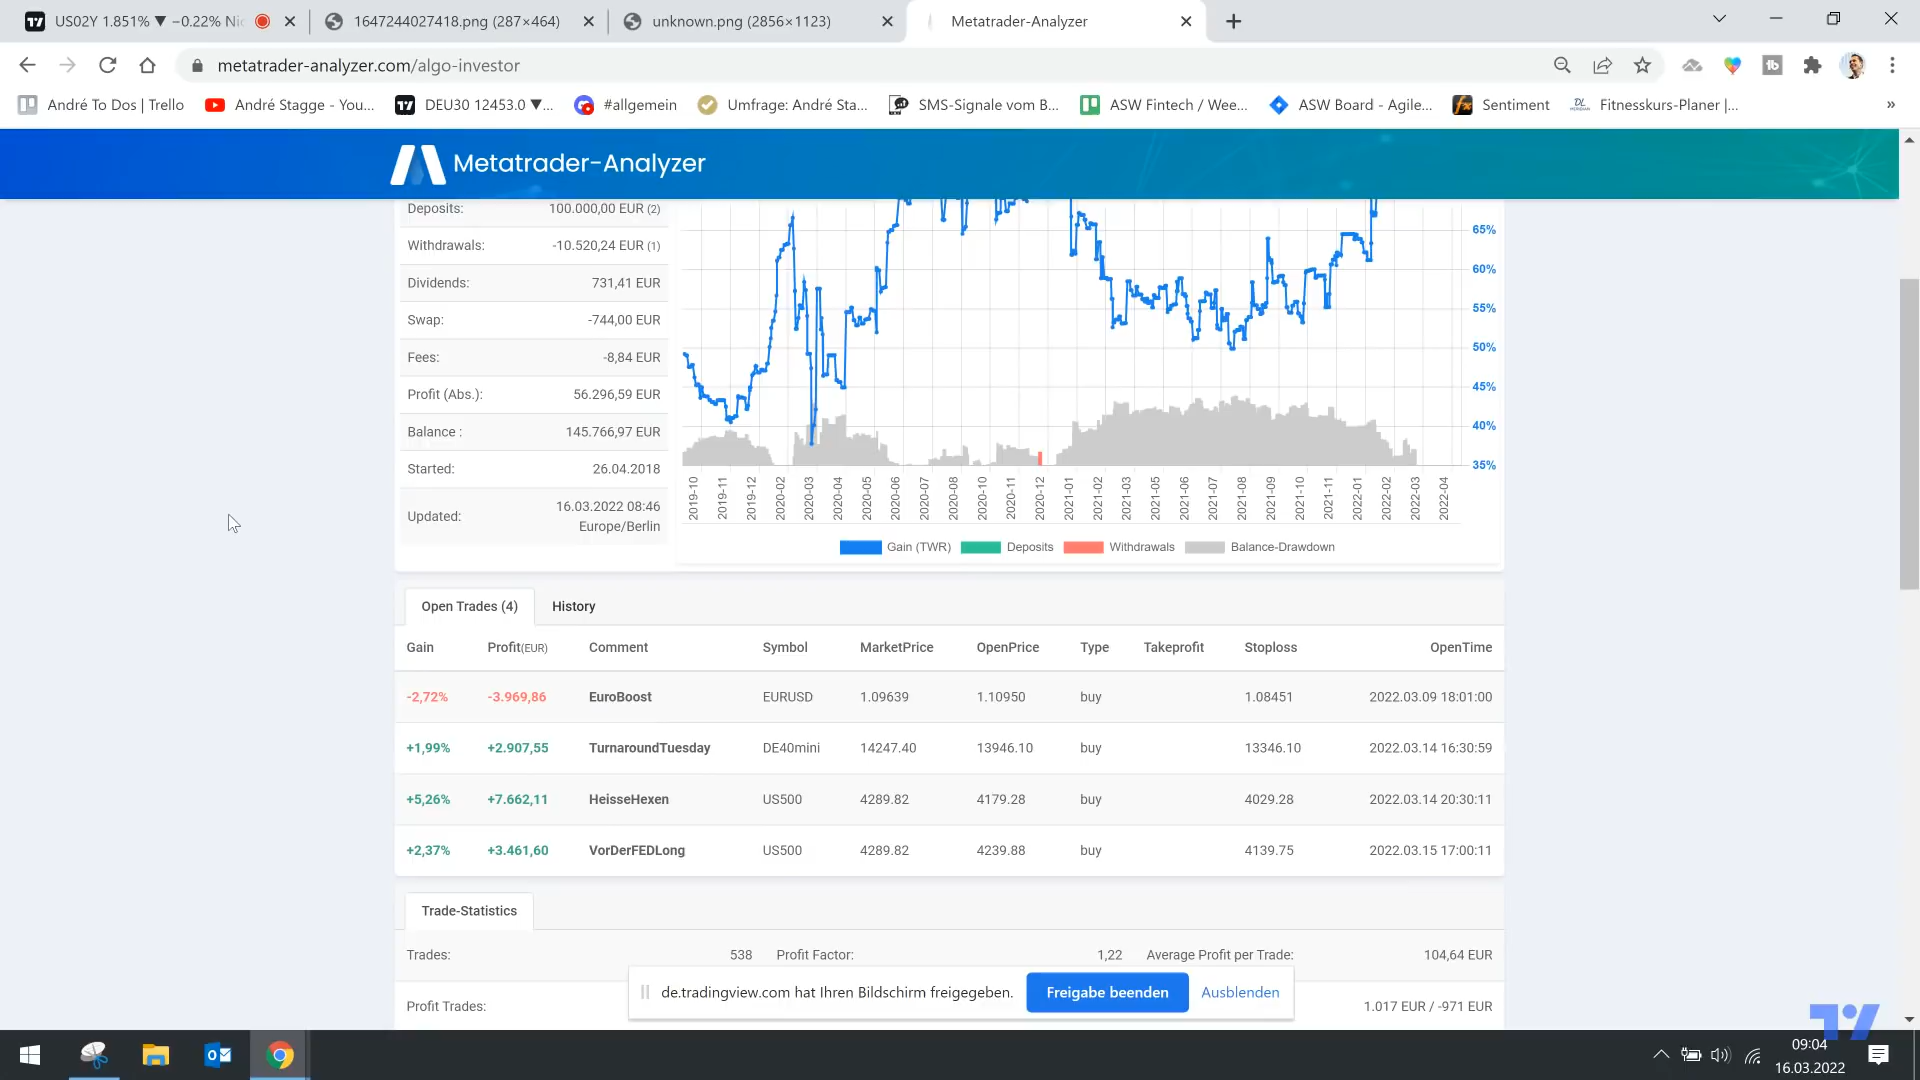 US02Y 1.851% ▼ −0.22% Ni
1647244027418.png (287×464)
unknown.png (2856×1123)
Metatrader-Analyzer
metatrader-analyzer.com/algo-investor
André To Dos | Trello
André Stagge - You...
DEU30 12453.0 ▼...
#allgemein
Umfrage: André Sta...
SMS-Signale vom B...
ASW Fintech / Wee...
ASW Board - Agile...
Sentiment
Fitnesskurs-Planer |...
»
Metatrader-Analyzer
Deposits: 100.000,00 EUR (2)
Withdrawals: -10.520,24 EUR (1)
Dividends: 731,41 EUR
Swap: -744,00 EUR
Fees: -8,84 EUR
Profit (Abs.): 56.296,59 EUR
Balance : 145.766,97 EUR
Started: 26.04.2018
Updated: 16.03.2022 08:46
Europe/Berlin
65%
60%
55%
50%
45%
40%
35%
2019-10 2019-11 2019-12 2020-02 2020-03 2020-04 2020-05 2020-06 2020-07 2020-08 2020-10 2020-11 2020-12 2021-01 2021-02 2021-03 2021-05 2021-06 2021-07 2021-08 2021-09 2021-10 2021-11 2022-01 2022-02 2022-03 2022-04
Gain (TWR) Deposits Withdrawals Balance-Drawdown
Open Trades (4) History
Gain Profit(EUR) Comment Symbol MarketPrice OpenPrice Type Takeprofit Stoploss OpenTime
-2,72% -3.969,86 EuroBoost EURUSD 1.09639 1.10950 buy 1.08451 2022.03.09 18:01:00
+1,99% +2.907,55 TurnaroundTuesday DE40mini 14247.40 13946.10 buy 13346.10 2022.03.14 16:30:59
+5,26% +7.662,11 HeisseHexen US500 4289.82 4179.28 buy 4029.28 2022.03.14 20:30:11
+2,37% +3.461,60 VorDerFEDLong US500 4289.82 4239.88 buy 4139.75 2022.03.15 17:00:11
Trade-Statistics
Trades: 538 Profit Factor: 1,22 Average Profit per Trade: 104,64 EUR
Profit Trades: 1.017 EUR / -971 EUR
de.tradingview.com hat Ihren Bildschirm freigegeben. Freigabe beenden Ausblenden
09:04
16.03.2022